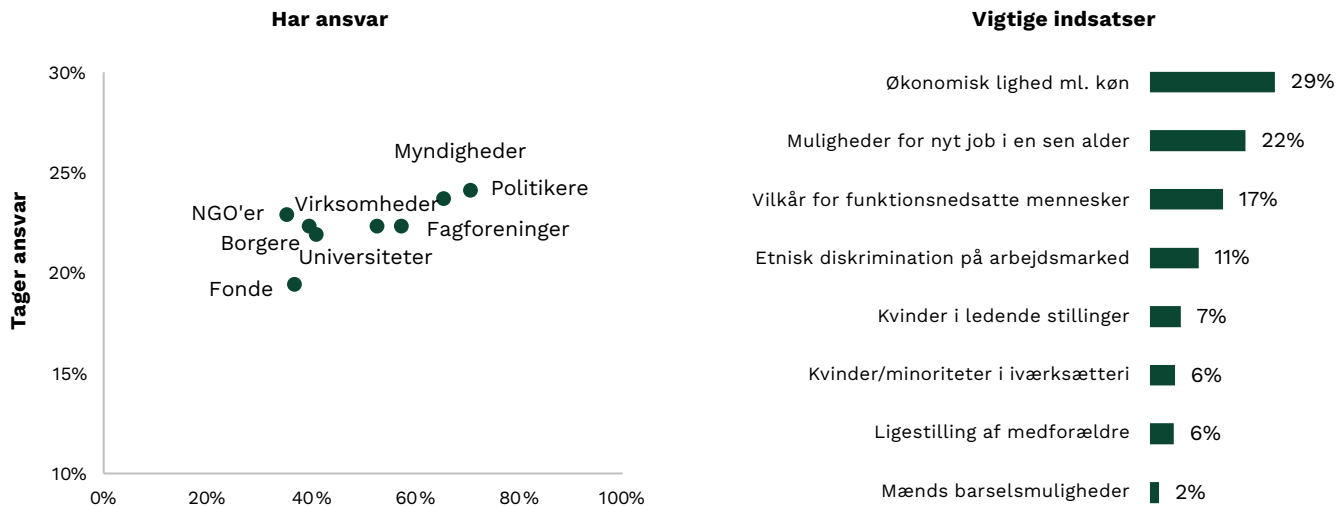 Har ansvar
30%
25%
20%
15%
10%
Tager ansvar
Myndigheder
Politikere
NGO'er
Virksomheder
Borgere
Fagforeninger
Universiteter
Fonde
0%
20%
40%
60%
80%
100%
Vigtige indsatser
Økonomisk lighed ml. køn 29%
Muligheder for nyt job i en sen alder 22%
Vilkår for funktionsnedsatte mennesker 17%
Etnisk diskrimination på arbejdsmarked 11%
Kvinder i ledende stillinger 7%
Kvinder/minoriteter i iværksætteri 6%
Ligestilling af medforældre 6%
Mænds barselsmuligheder 2%